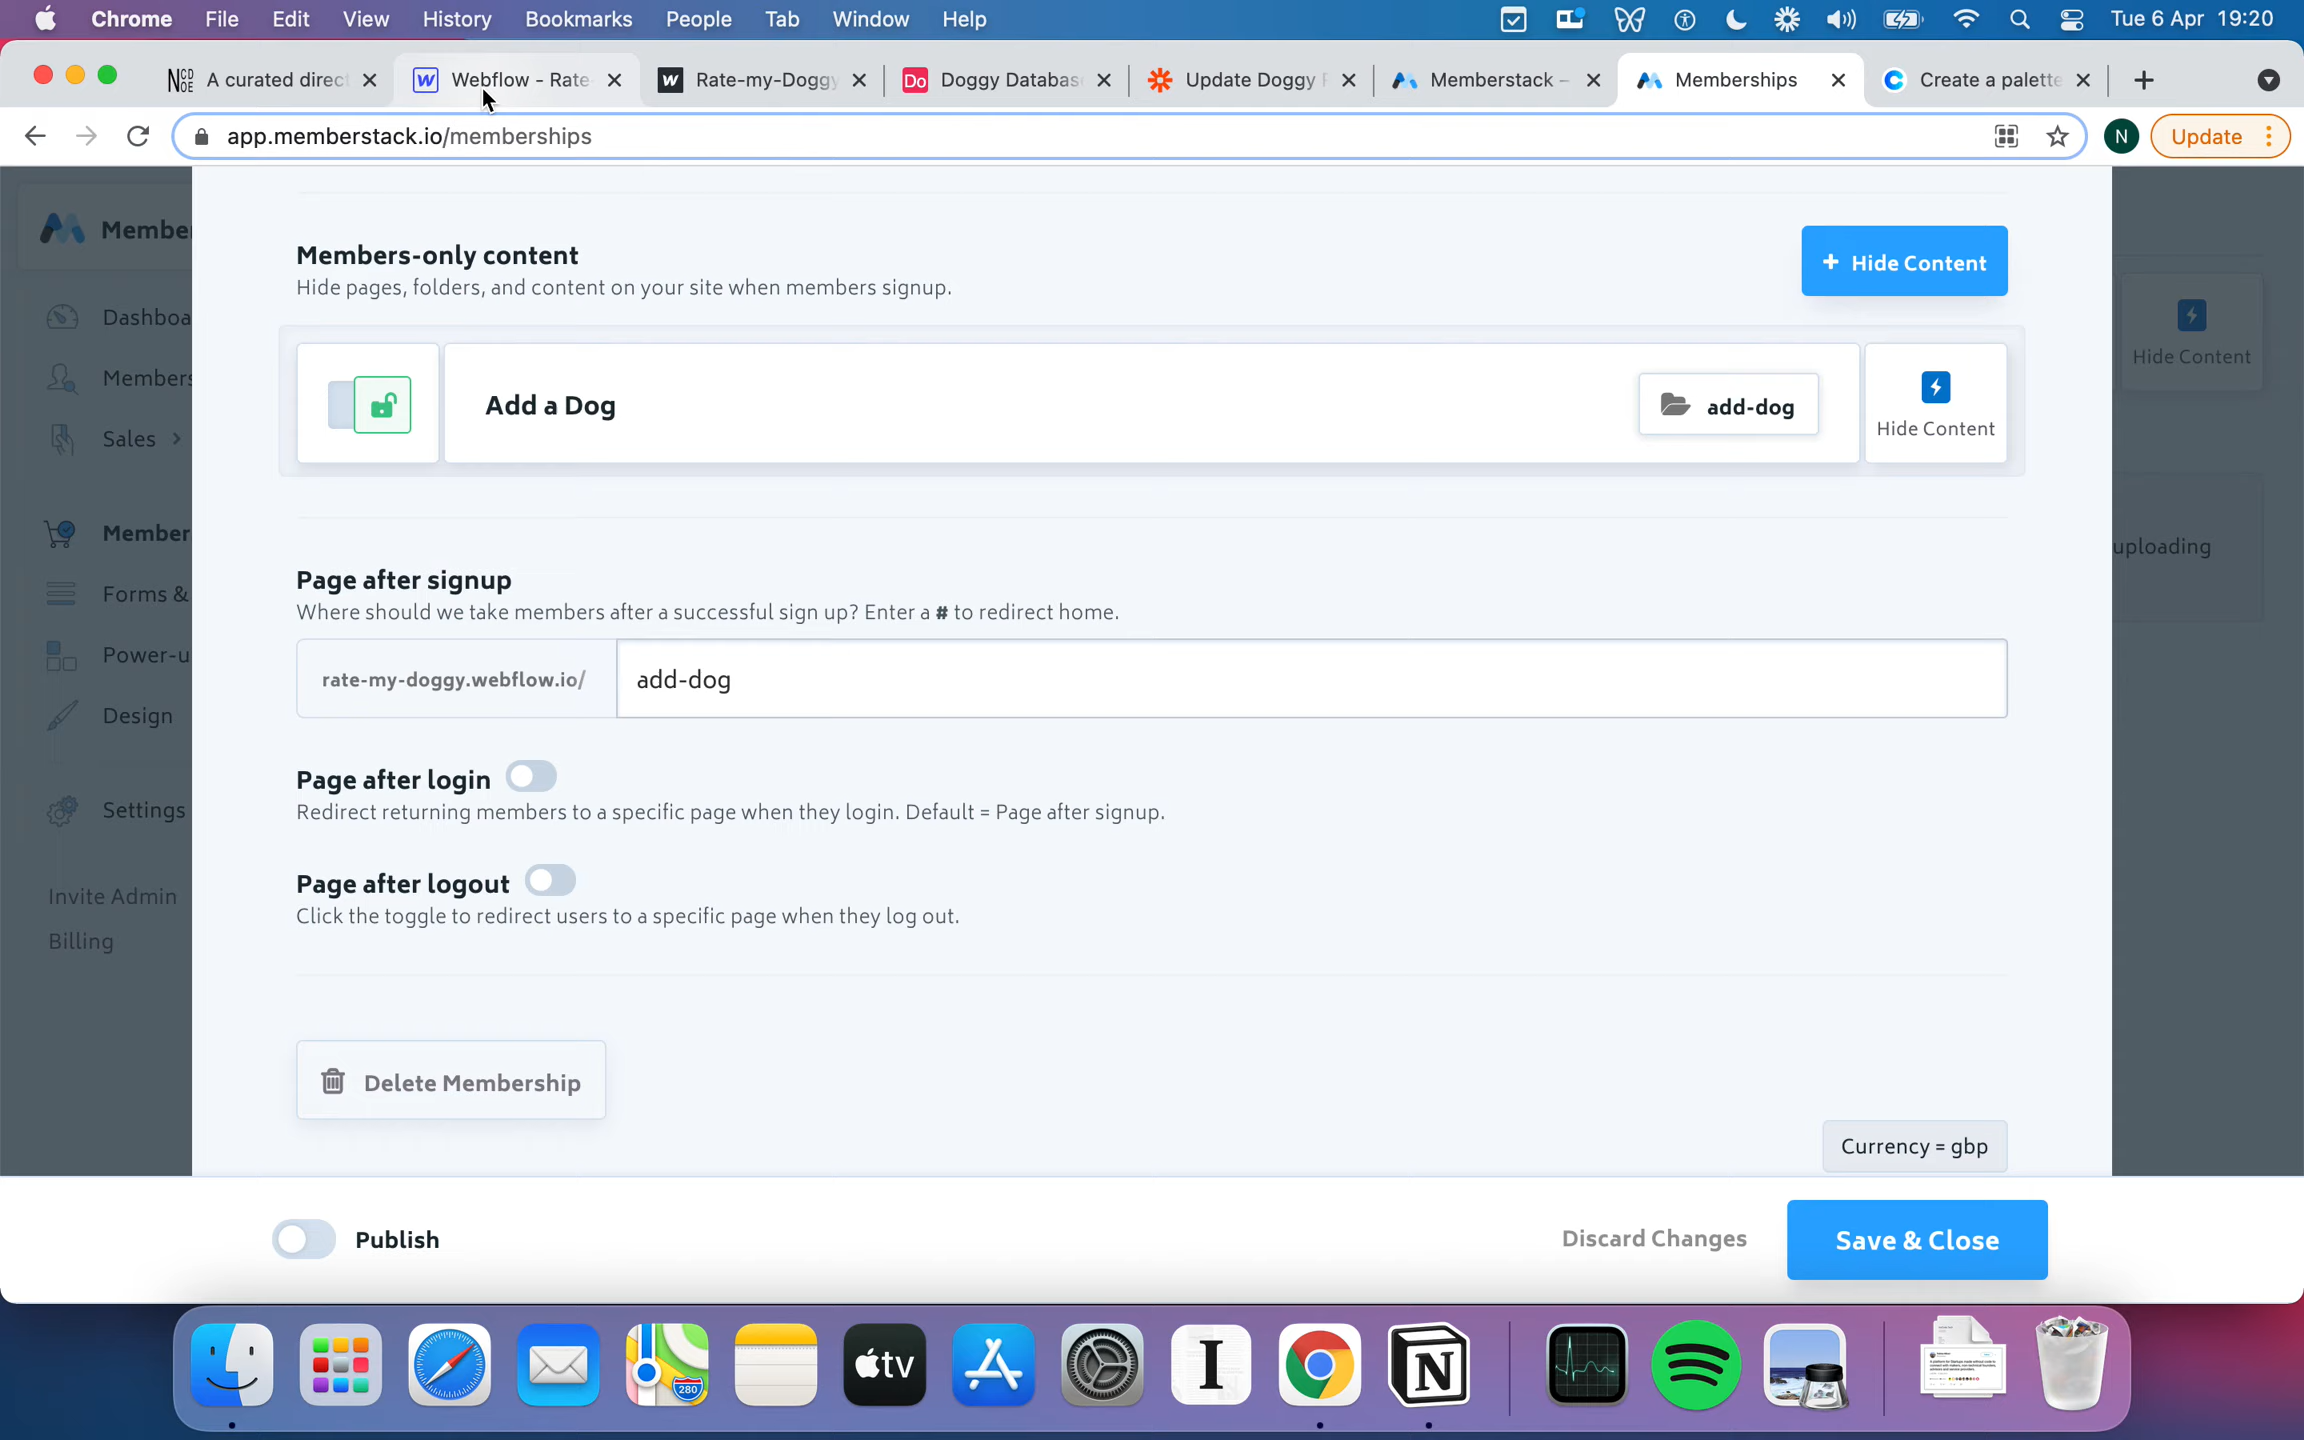 Chrome File Edit View History Bookmarks People Tab Window Help Tue 6 Apr 19:20
NCDE A curated direct Webflow - Rate- Rate-my-Doggy Do Doggy Databas Update Doggy Memberstack – Memberships Create a palette
app.memberstack.io/memberships N Update
Member
Dashboa
Members
Sales
Member
Forms &
Power-u
Design
Settings
Invite Admin
Billing
Members-only content
Hide pages, folders, and content on your site when members signup.
+ Hide Content
Add a Dog
add-dog
Hide Content
Hide Content
uploading
Page after signup
Where should we take members after a successful sign up? Enter a # to redirect home.
rate-my-doggy.webflow.io/ add-dog
Page after login
Redirect returning members to a specific page when they login. Default = Page after signup.
Page after logout
Click the toggle to redirect users to a specific page when they log out.
Delete Membership
Currency = gbp
Publish
Discard Changes
Save & Close
280
tv